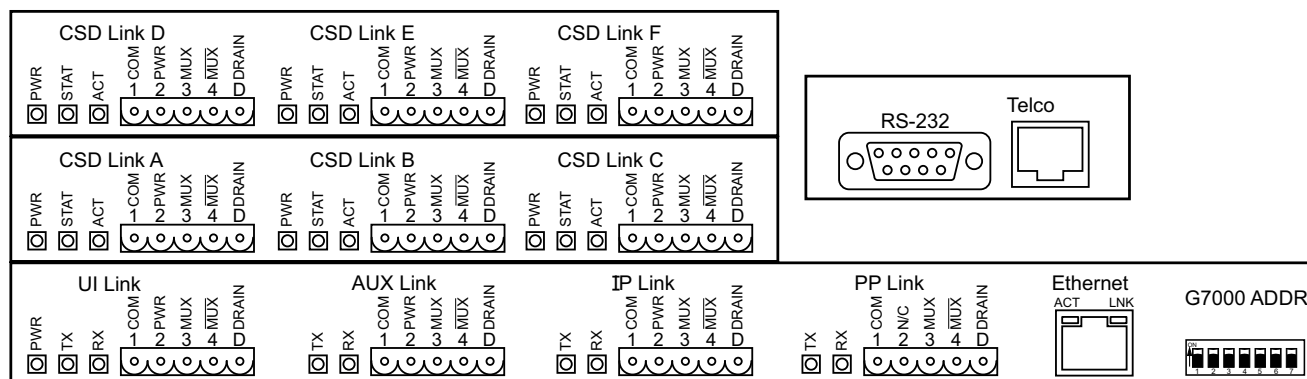 CSD Link D CSD Link E CSD Link F
PWR STAT ACT COM PWR MUX MUX DRAIN PWR STAT ACT COM PWR MUX MUX DRAIN PWR STAT ACT COM PWR MUX MUX DRAIN
1 2 3 4 D 1 2 3 4 D 1 2 3 4 D
Telco
RS-232
CSD Link A CSD Link B CSD Link C
PWR STAT ACT COM PWR MUX MUX DRAIN PWR STAT ACT COM PWR MUX MUX DRAIN PWR STAT ACT COM PWR MUX MUX DRAIN
1 2 3 4 D 1 2 3 4 D 1 2 3 4 D
UI Link AUX Link IP Link PP Link Ethernet G7000 ADDR
ACT LNK
PWR TX RX COM PWR MUX MUX DRAIN TX RX COM PWR MUX MUX DRAIN TX RX COM PWR MUX MUX DRAIN TX RX COM N/C MUX MUX DRAIN
1 2 3 4 D 1 2 3 4 D 1 2 3 4 D 1 2 3 4 D
ON
1 2 3 4 5 6 7